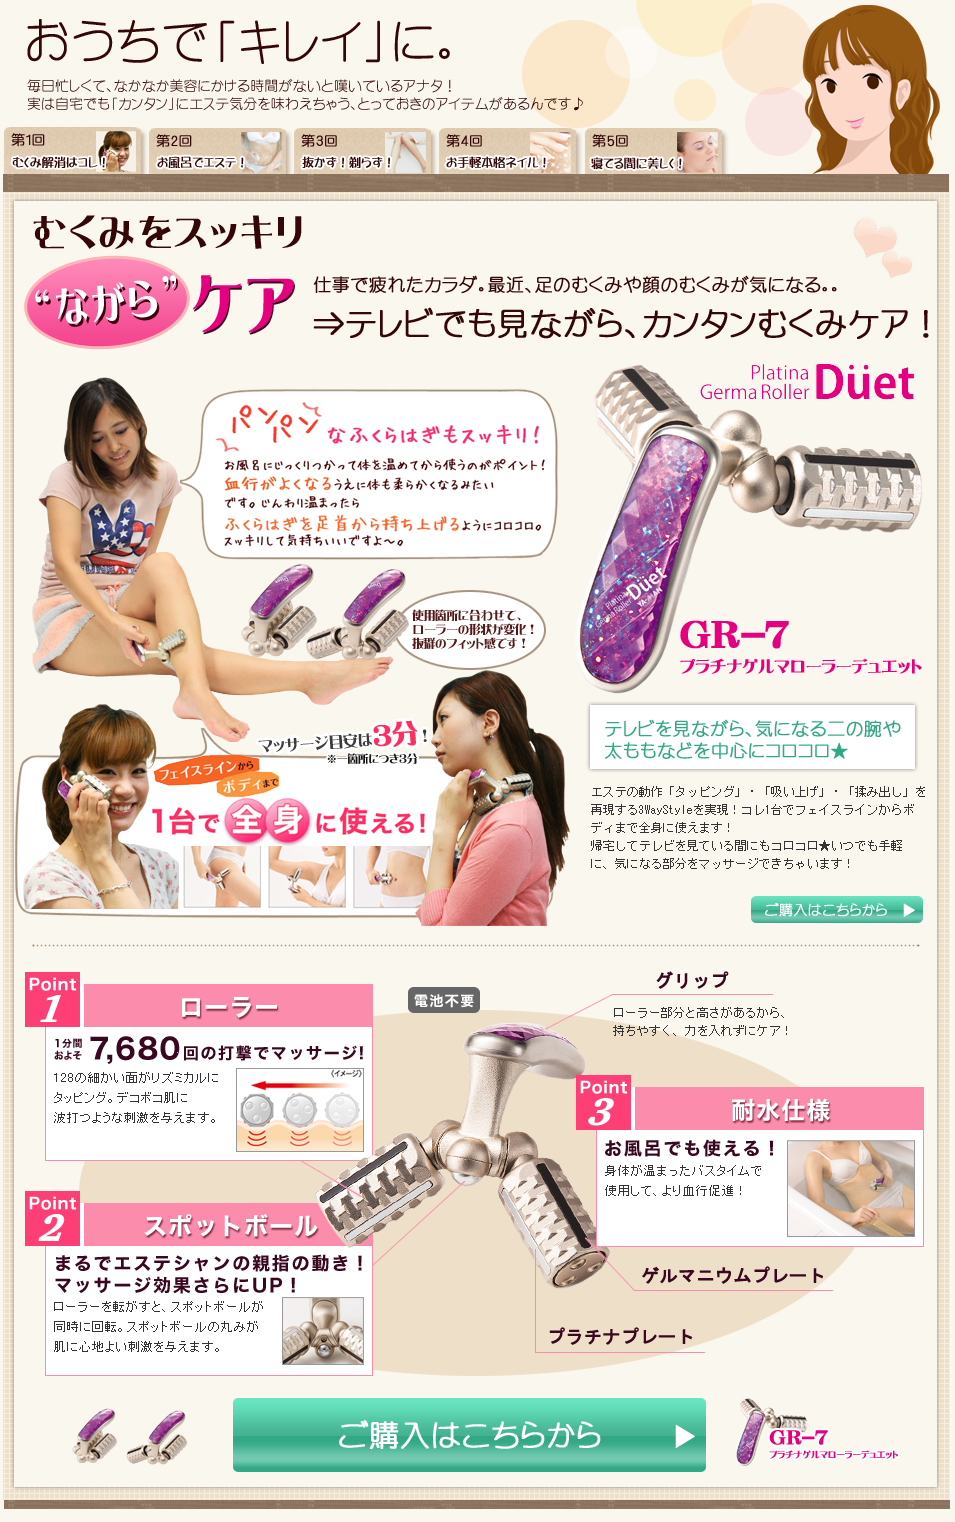 おうちで「キレイ」に。
毎日忙しくて、なかなか美容にかける時間がないと嘆いているアナタ！
実は自宅でも「カンタン」にエステ気分を味わえちゃう、とっておきのアイテムがあるんです♪
第1回
むくみ解消はコレ！
第2回
お風呂でエステ！
第3回
抜かず！剃らず！
第4回
お手軽本格ネイル！
第5回
寝てる間に美しく！
むくみをスッキリ
“ながら”ケア
仕事で疲れたカラダ。最近、足のむくみや顔のむくみが気になる。。
⇒テレビでも見ながら、カンタンむくみケア！
Platina
Germa Roller Düet
パンパン なふくらはぎもスッキリ！
お風呂にじっくりつかって体を温めてから使うのがポイント！
血行がよくなるうえに体も柔らかくなるみたい
です。じんわり温まったら
ふくらはぎを足首から持ち上げるようにコロコロ。
スッキリして気持ちいいですよ〜。
使用箇所に合わせて、
ローラーの形状が変化！
抜群のフィット感です！
Platina
Germa Roller Düet
YA-MAN
GR-7
プラチナゲルマローラーデュエット
マッサージ目安は3分！
※一箇所につき3分
フェイスラインから
ボディまで
1台で全身に使える！
テレビを見ながら、気になる二の腕や
太ももなどを中心にコロコロ★
エステの動作「タッピング」・「吸い上げ」・「揉み出し」を
再現する3WayStyleを実現！コレ1台でフェイスラインからボ
ディまで全身に使えます！
帰宅してテレビを見ている間にもコロコロ★いつでも手軽
に、気になる部分をマッサージできちゃいます！
ご購入はこちらから
Point
1
ローラー
1分間
およそ
7,680回の打撃でマッサージ!
128の細かい面がリズミカルに
タッピング。デコボコ肌に
波打つような刺激を与えます。
（イメージ）
電池不要
グリップ
ローラー部分と高さがあるから、
持ちやすく、力を入れずにケア！
Point
3
耐水仕様
お風呂でも使える！
身体が温まったバスタイムで
使用して、より血行促進！
Point
2
スポットボール
まるでエステシャンの親指の動き！
マッサージ効果さらにUP！
ローラーを転がすと、スポットボールが
同時に回転。スポットボールの丸みが
肌に心地よい刺激を与えます。
ゲルマニウムプレート
プラチナプレート
ご購入はこちらから
GR-7
プラチナゲルマローラーデュエット